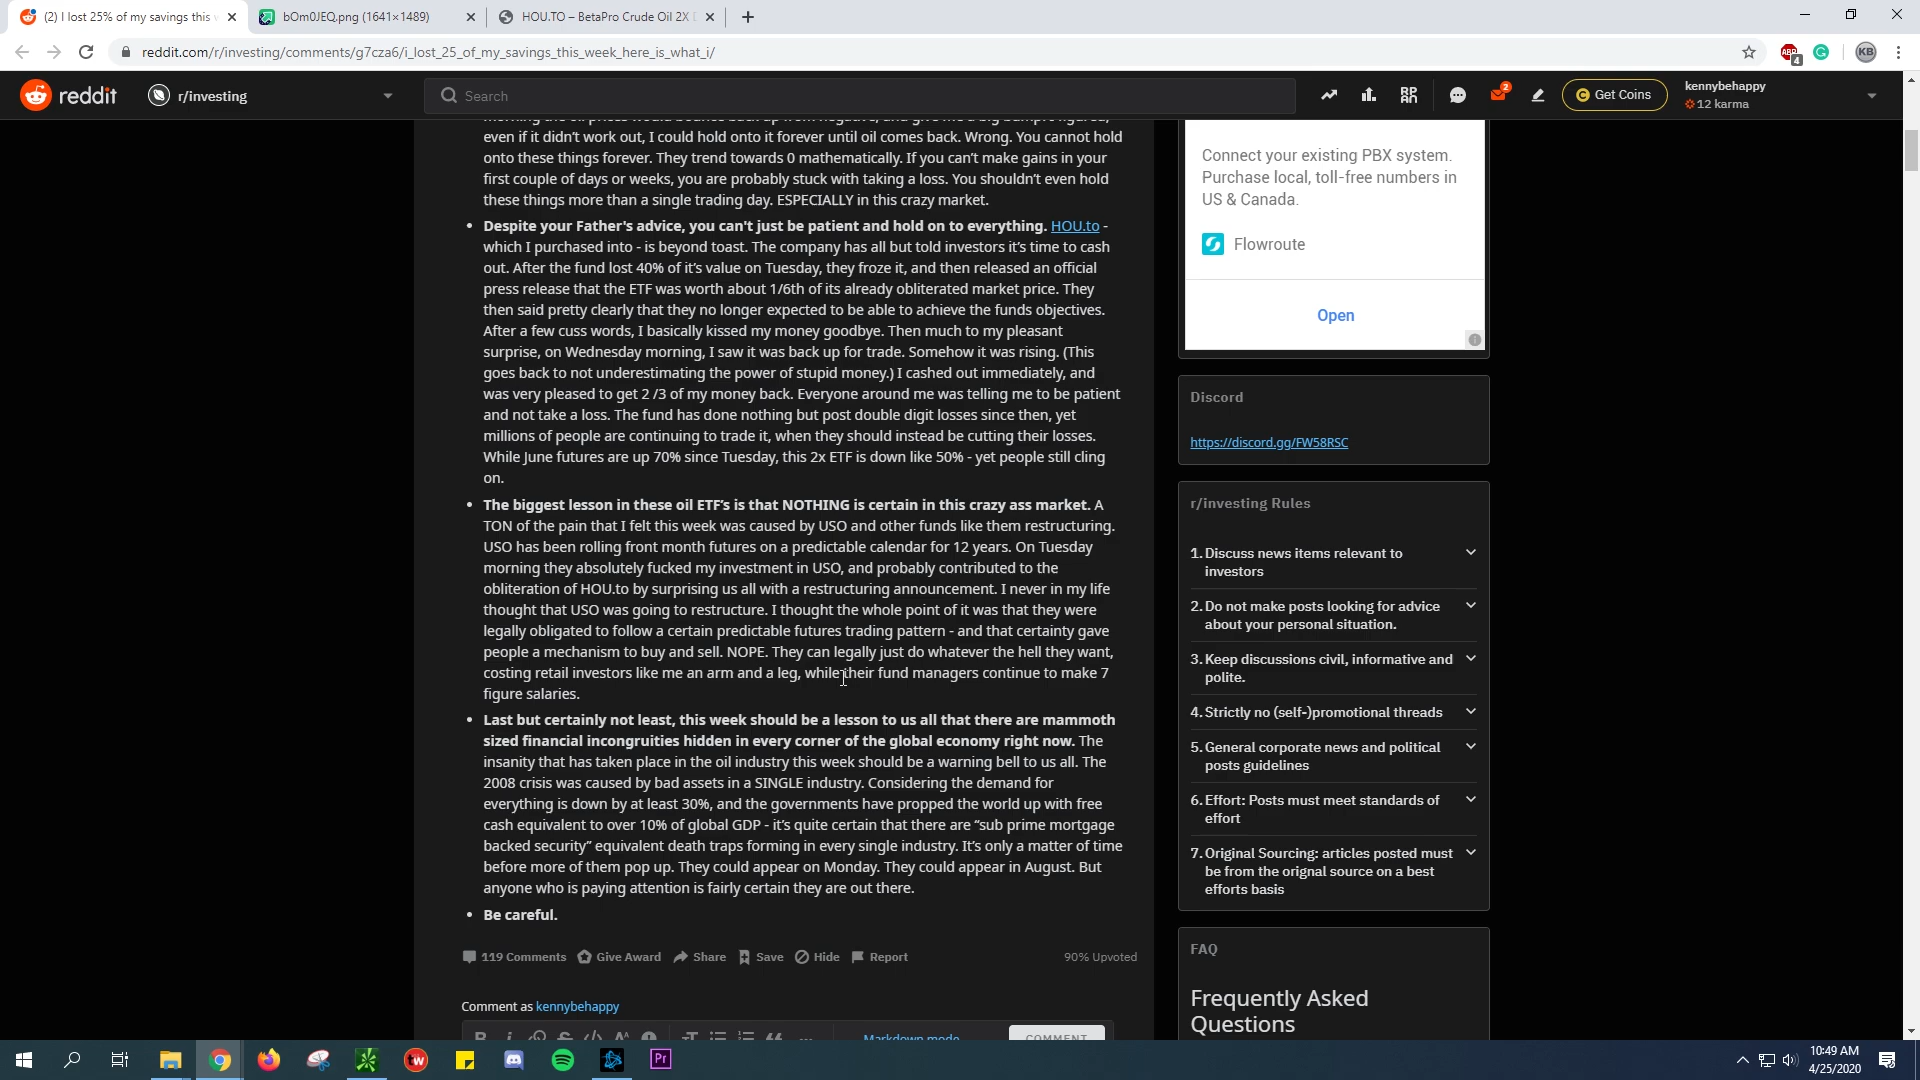 (2) I lost 25% of my savings this w
bOm0JEQ.png (1641×1489)
HOU.TO – BetaPro Crude Oil 2X D
reddit.com/r/investing/comments/g7cza6/i_lost_25_of_my_savings_this_week_here_is_what_i/
ABP
4
KB
reddit
r/investing
Search
2
Get Coins
kennybehappy
12 karma
even if it didn't work out, I could hold onto it forever until oil comes back. Wrong. You cannot hold
onto these things forever. They trend towards 0 mathematically. If you can't make gains in your
first couple of days or weeks, you are probably stuck with taking a loss. You shouldn't even hold
these things more than a single trading day. ESPECIALLY in this crazy market.
• Despite your Father's advice, you can't just be patient and hold on to everything. HOU.to -
which I purchased into - is beyond toast. The company has all but told investors it's time to cash
out. After the fund lost 40% of it's value on Tuesday, they froze it, and then released an official
press release that the ETF was worth about 1/6th of its already obliterated market price. They
then said pretty clearly that they no longer expected to be able to achieve the funds objectives.
After a few cuss words, I basically kissed my money goodbye. Then much to my pleasant
surprise, on Wednesday morning, I saw it was back up for trade. Somehow it was rising. (This
goes back to not underestimating the power of stupid money.) I cashed out immediately, and
was very pleased to get 2 /3 of my money back. Everyone around me was telling me to be patient
and not take a loss. The fund has done nothing but post double digit losses since then, yet
millions of people are continuing to trade it, when they should instead be cutting their losses.
While June futures are up 70% since Tuesday, this 2x ETF is down like 50% - yet people still cling
on.
• The biggest lesson in these oil ETF's is that NOTHING is certain in this crazy ass market. A
TON of the pain that I felt this week was caused by USO and other funds like them restructuring.
USO has been rolling front month futures on a predictable calendar for 12 years. On Tuesday
morning they absolutely fucked my investment in USO, and probably contributed to the
obliteration of HOU.to by surprising us all with a restructuring announcement. I never in my life
thought that USO was going to restructure. I thought the whole point of it was that they were
legally obligated to follow a certain predictable futures trading pattern - and that certainty gave
people a mechanism to buy and sell. NOPE. They can legally just do whatever the hell they want,
costing retail investors like me an arm and a leg, while their fund managers continue to make 7
figure salaries.
• Last but certainly not least, this week should be a lesson to us all that there are mammoth
sized financial incongruities hidden in every corner of the global economy right now. The
insanity that has taken place in the oil industry this week should be a warning bell to us all. The
2008 crisis was caused by bad assets in a SINGLE industry. Considering the demand for
everything is down by at least 30%, and the governments have propped the world up with free
cash equivalent to over 10% of global GDP - it's quite certain that there are “sub prime mortgage
backed security” equivalent death traps forming in every single industry. It's only a matter of time
before more of them pop up. They could appear on Monday. They could appear in August. But
anyone who is paying attention is fairly certain they are out there.
• Be careful.
119 Comments Give Award Share Save Hide Report 90% Upvoted
Comment as kennybehappy
Markdown mode
COMMENT
Connect your existing PBX system.
Purchase local, toll-free numbers in
US & Canada.
Flowroute
Open
Discord
https://discord.gg/FW58RSC
r/investing Rules
1. Discuss news items relevant to
investors
2. Do not make posts looking for advice
about your personal situation.
3. Keep discussions civil, informative and
polite.
4. Strictly no (self-)promotional threads
5. General corporate news and political
posts guidelines
6. Effort: Posts must meet standards of
effort
7. Original Sourcing: articles posted must
be from the orignal source on a best
efforts basis
FAQ
Frequently Asked
Questions
tw
Pr
10:49 AM
4/25/2020